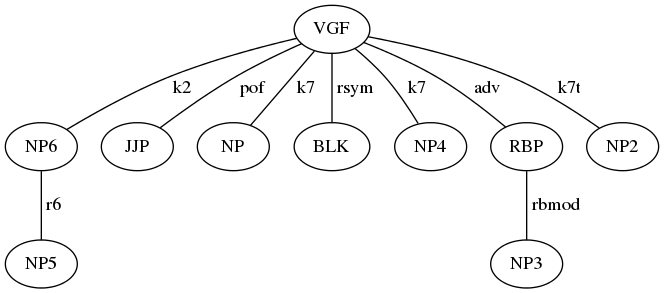 VGF
k2 pof k7 rsym k7 adv k7t
NP6 JJP NP BLK NP4 RBP NP2
r6 rbmod
NP5 NP3